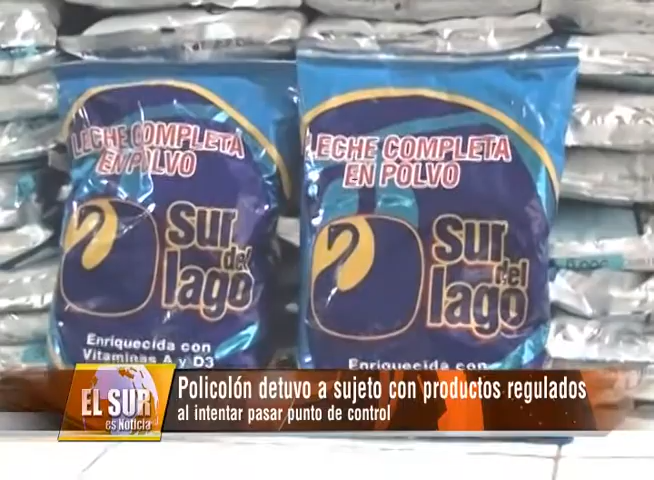 LECHE COMPLETA
EN POLVO
Sur
del
lago
Enriquecida con
Vitaminas A y D3
LECHE COMPLETA
EN POLVO
Sur
del
lago
Enriquecida con
EL SUR
es Noticia
Policolón detuvo a sujeto con productos regulados
al intentar pasar punto de control